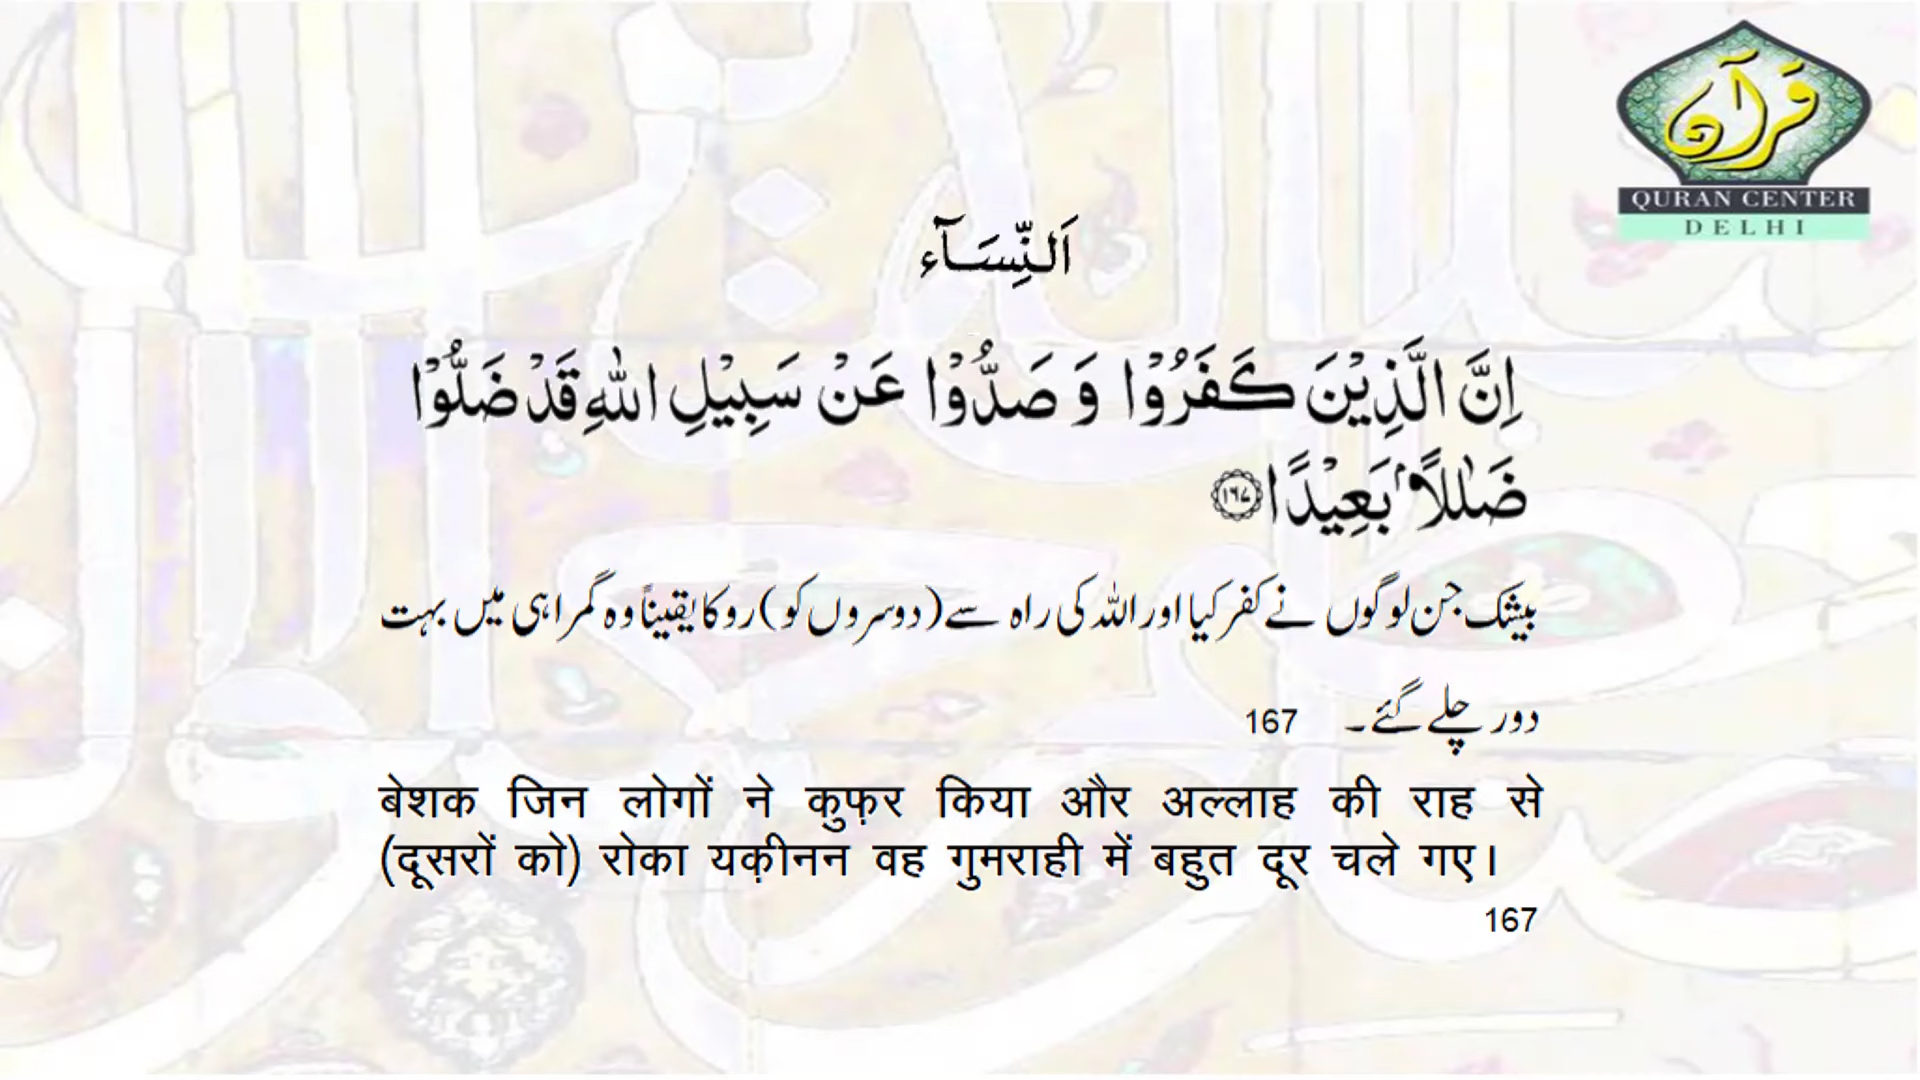 قرآن
QURAN CENTER
DELHI
اَلنِّسَآء
اِنَّ الَّذِيْنَ كَفَرُوْا وَ صَدُّوْا عَنْ سَبِيْلِ اللّٰهِ قَدْ ضَلُّوْا
ضَلٰلًاۢ بَعِيْدًا ١٦٧
بیشک جن لوگوں نے کفر کیا اور اللہ کی راہ سے (دوسروں کو) روکا یقیناً وہ گمراہی میں بہت
دور چلے گئے۔ 167
बेशक जिन लोगों ने कुफ़्र किया और अल्लाह की राह से
(दूसरों को) रोका यक़ीनन वह गुमराही में बहुत दूर चले गए।
167